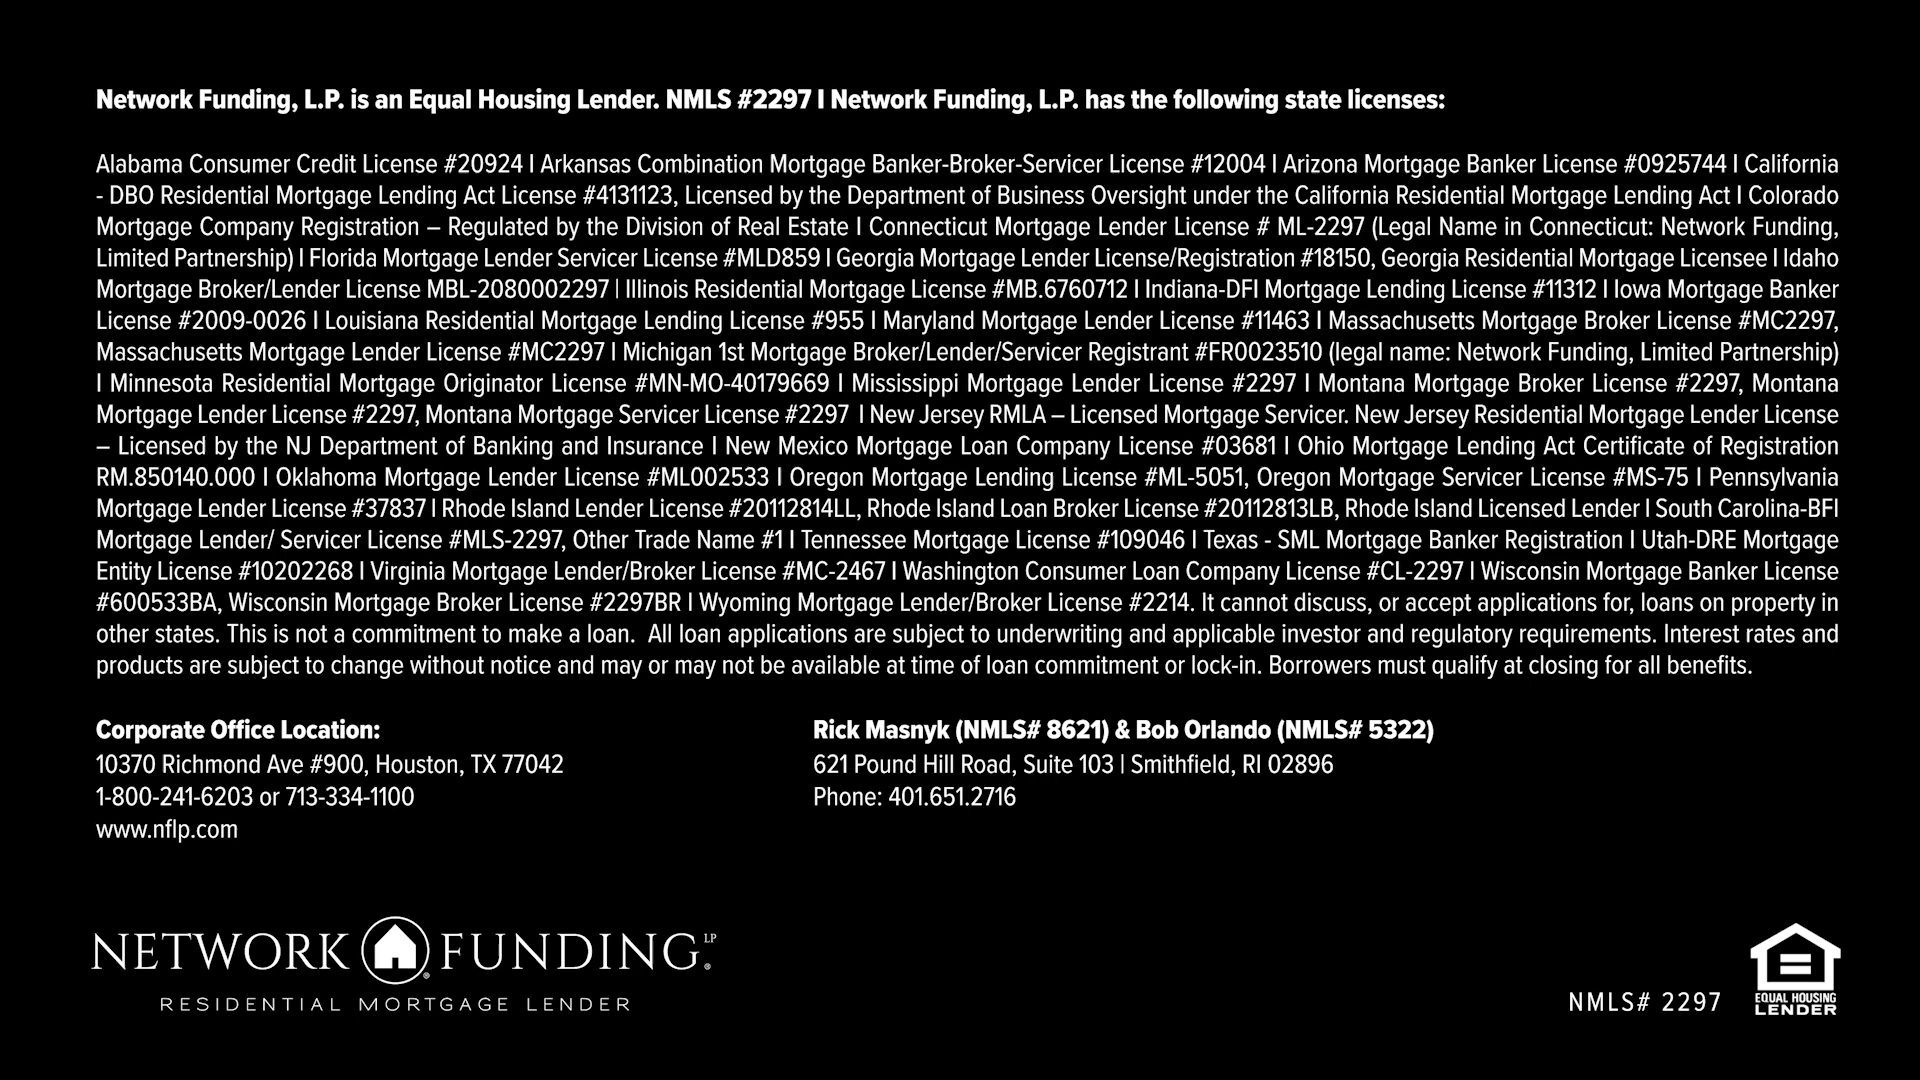 Network Funding, L.P. is an Equal Housing Lender. NMLS #2297 I Network Funding, L.P. has the following state licenses:
Alabama Consumer Credit License #20924 I Arkansas Combination Mortgage Banker-Broker-Servicer License #12004 I Arizona Mortgage Banker License #0925744 I California
- DBO Residential Mortgage Lending Act License #4131123, Licensed by the Department of Business Oversight under the California Residential Mortgage Lending Act I Colorado
Mortgage Company Registration – Regulated by the Division of Real Estate I Connecticut Mortgage Lender License # ML-2297 (Legal Name in Connecticut: Network Funding,
Limited Partnership) I Florida Mortgage Lender Servicer License #MLD859 I Georgia Mortgage Lender License/Registration #18150, Georgia Residential Mortgage Licensee I Idaho
Mortgage Broker/Lender License MBL-2080002297 | Illinois Residential Mortgage License #MB.6760712 I Indiana-DFI Mortgage Lending License #11312 I Iowa Mortgage Banker
License #2009-0026 I Louisiana Residential Mortgage Lending License #955 I Maryland Mortgage Lender License #11463 I Massachusetts Mortgage Broker License #MC2297,
Massachusetts Mortgage Lender License #MC2297 I Michigan 1st Mortgage Broker/Lender/Servicer Registrant #FR0023510 (legal name: Network Funding, Limited Partnership)
I Minnesota Residential Mortgage Originator License #MN-MO-40179669 I Mississippi Mortgage Lender License #2297 I Montana Mortgage Broker License #2297, Montana
Mortgage Lender License #2297, Montana Mortgage Servicer License #2297 I New Jersey RMLA – Licensed Mortgage Servicer. New Jersey Residential Mortgage Lender License
– Licensed by the NJ Department of Banking and Insurance I New Mexico Mortgage Loan Company License #03681 I Ohio Mortgage Lending Act Certificate of Registration
RM.850140.000 I Oklahoma Mortgage Lender License #ML002533 I Oregon Mortgage Lending License #ML-5051, Oregon Mortgage Servicer License #MS-75 I Pennsylvania
Mortgage Lender License #37837 I Rhode Island Lender License #20112814LL, Rhode Island Loan Broker License #20112813LB, Rhode Island Licensed Lender I South Carolina-BFI
Mortgage Lender/ Servicer License #MLS-2297, Other Trade Name #1 I Tennessee Mortgage License #109046 I Texas - SML Mortgage Banker Registration I Utah-DRE Mortgage
Entity License #10202268 I Virginia Mortgage Lender/Broker License #MC-2467 I Washington Consumer Loan Company License #CL-2297 I Wisconsin Mortgage Banker License
#600533BA, Wisconsin Mortgage Broker License #2297BR I Wyoming Mortgage Lender/Broker License #2214. It cannot discuss, or accept applications for, loans on property in
other states. This is not a commitment to make a loan. All loan applications are subject to underwriting and applicable investor and regulatory requirements. Interest rates and
products are subject to change without notice and may or may not be available at time of loan commitment or lock-in. Borrowers must qualify at closing for all benefits.
Corporate Office Location:
10370 Richmond Ave #900, Houston, TX 77042
1-800-241-6203 or 713-334-1100
www.nflp.com
Rick Masnyk (NMLS# 8621) & Bob Orlando (NMLS# 5322)
621 Pound Hill Road, Suite 103 | Smithfield, RI 02896
Phone: 401.651.2716
NETWORK FUNDING LP
RESIDENTIAL MORTGAGE LENDER
NMLS# 2297
EQUAL HOUSING
LENDER